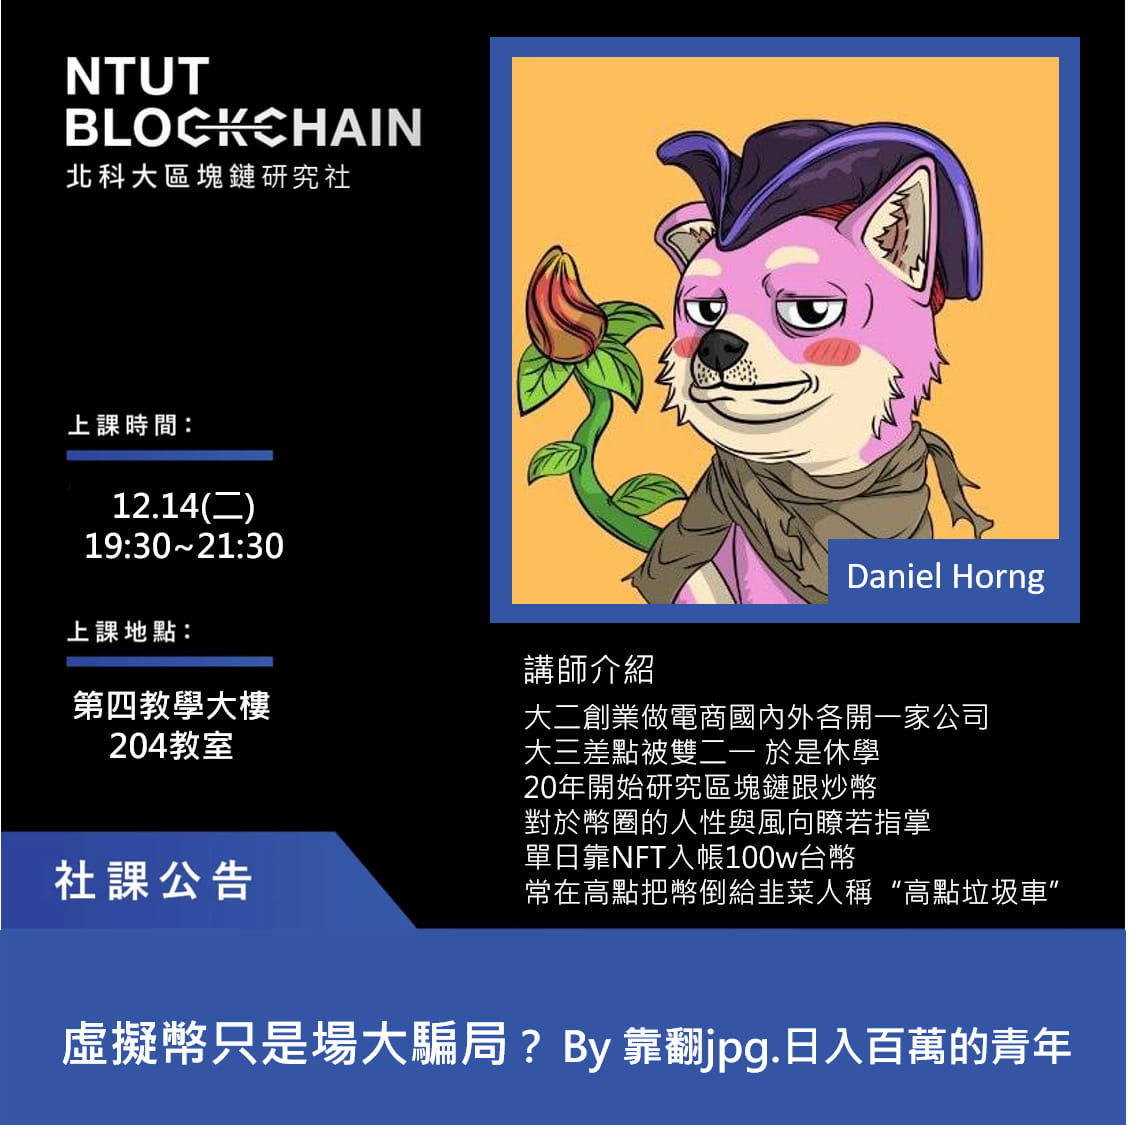 NTUT
BLOCKCHAIN
北科大區塊鏈研究社
上課時間：
12.14(二)
19:30~21:30
上課地點：
第四教學大樓
204教室
Daniel Horng
講師介紹
大二創業做電商國內外各開一家公司
大三差點被雙二一 於是休學
20年開始研究區塊鏈跟炒幣
對於幣圈的人性與風向瞭若指掌
單日靠NFT入帳100w台幣
常在高點把幣倒給韭菜人稱“高點垃圾車”
社課公告
虛擬幣只是場大騙局？ By 靠翻jpg.日入百萬的青年